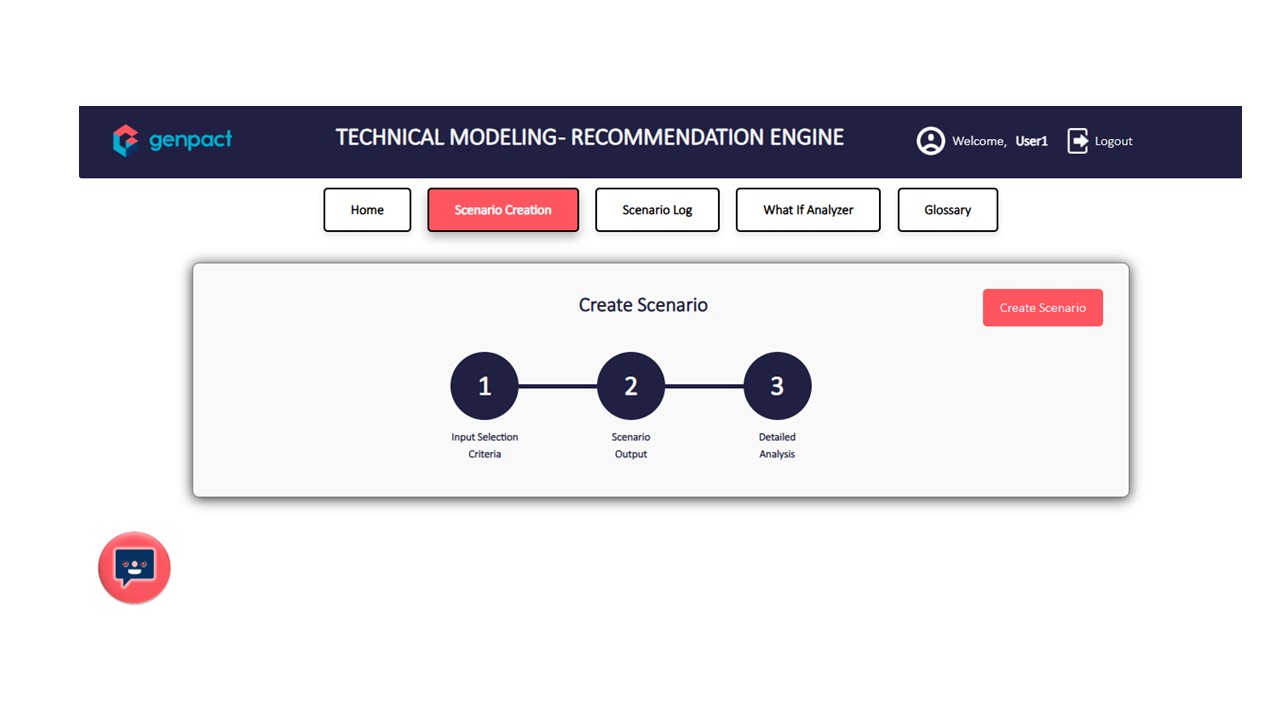 genpact
TECHNICAL MODELING- RECOMMENDATION ENGINE
Welcome, User1
Logout
Home
Scenario Creation
Scenario Log
What If Analyzer
Glossary
Create Scenario
Create Scenario
1
2
3
Input Selection
Criteria
Scenario
Output
Detailed
Analysis